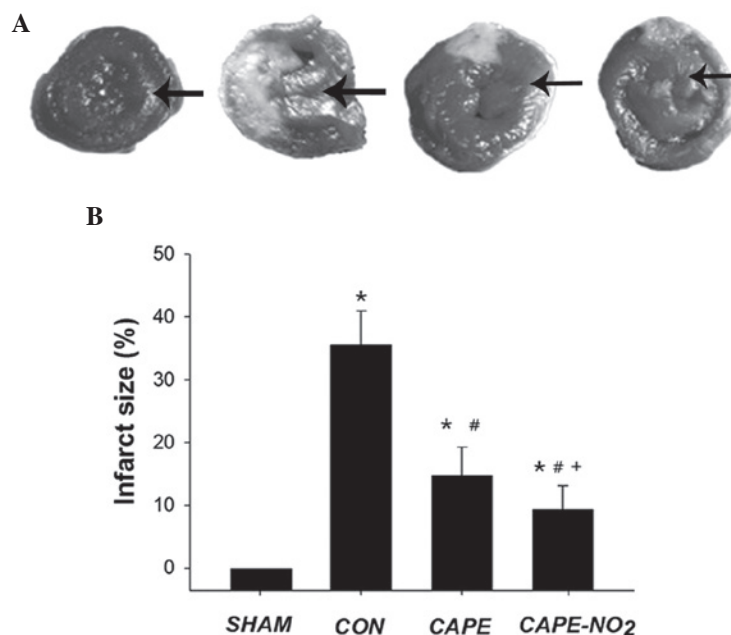 A
B
50
40
30
20
10
0
Infarct size (%)
*
* #
* # +
SHAM CON CAPE CAPE-NO2